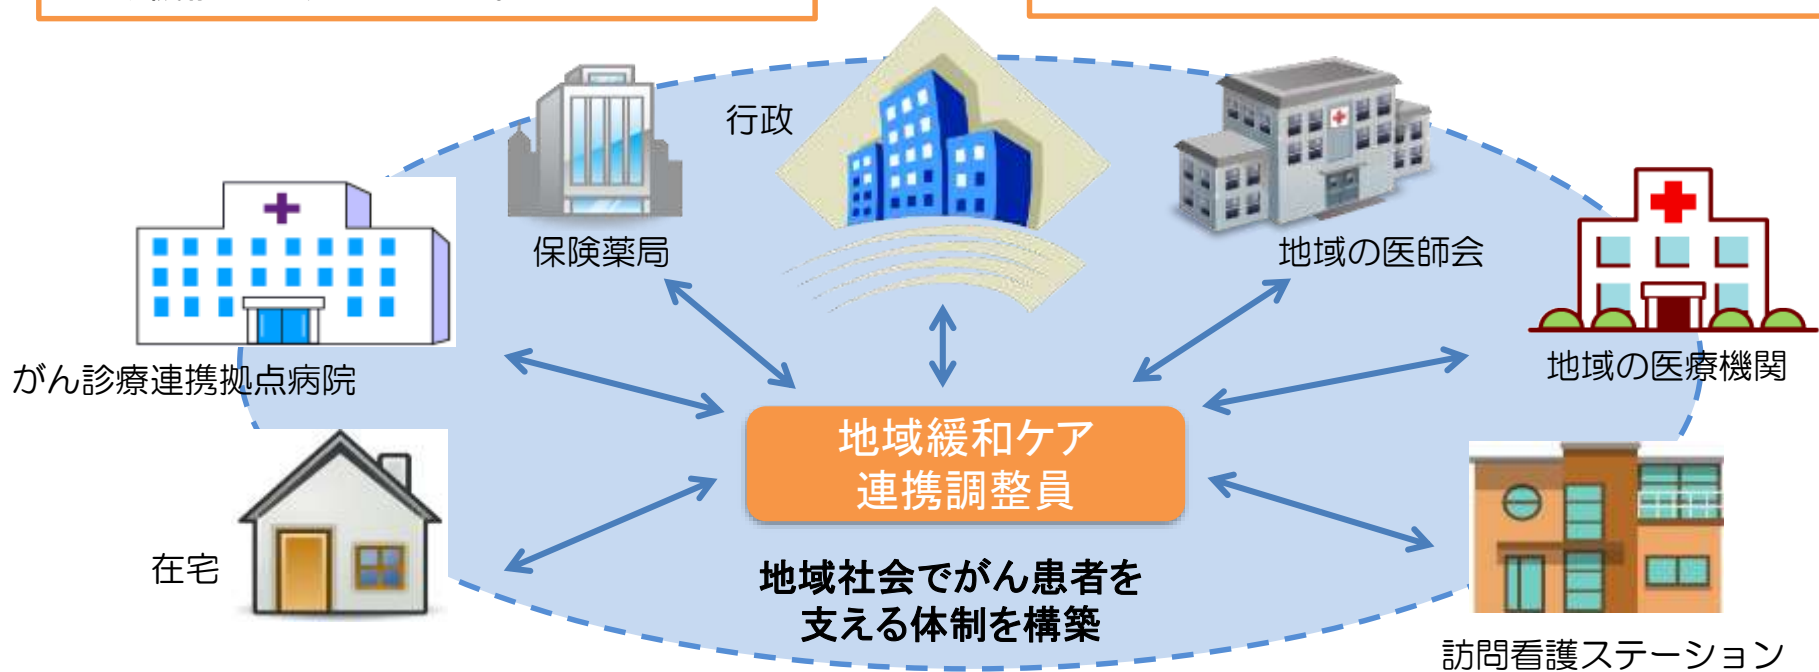 行政
保険薬局
地域の医師会
がん診療連携拠点病院
地域の医療機関
地域緩和ケア
連携調整員
在宅
地域社会でがん患者を
支える体制を構築
訪問看護ステーション